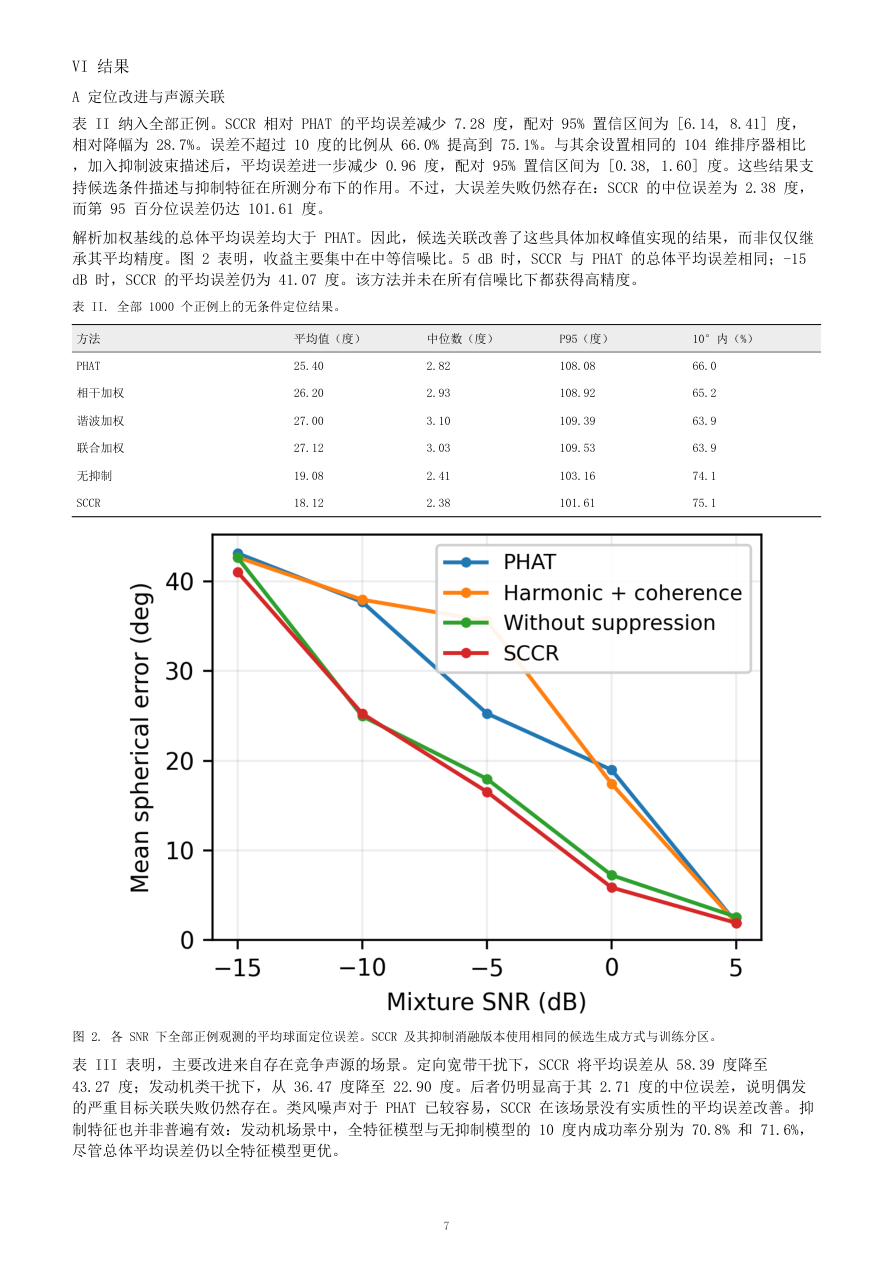 VI 结果
A 定位改进与声源关联
表 II 纳入全部正例。SCCR 相对 PHAT 的平均误差减少 7.28 度，配对 95% 置信区间为 [6.14, 8.41] 度，
相对降幅为 28.7%。误差不超过 10 度的比例从 66.0% 提高到 75.1%。与其余设置相同的 104 维排序器相比
，加入抑制波束描述后，平均误差进一步减少 0.96 度，配对 95% 置信区间为 [0.38, 1.60] 度。这些结果支
持候选条件描述与抑制特征在所测分布下的作用。不过，大误差失败仍然存在：SCCR 的中位误差为 2.38 度，
而第 95 百分位误差仍达 101.61 度。
解析加权基线的总体平均误差均大于 PHAT。因此，候选关联改善了这些具体加权峰值实现的结果，而非仅仅继
承其平均精度。图 2 表明，收益主要集中在中等信噪比。5 dB 时，SCCR 与 PHAT 的总体平均误差相同；-15
dB 时，SCCR 的平均误差仍为 41.07 度。该方法并未在所有信噪比下都获得高精度。
表 II. 全部 1000 个正例上的无条件定位结果。
方法 平均值（度） 中位数（度） P95（度） 10° 内（%）
PHAT 25.40 2.82 108.08 66.0
相干加权 26.20 2.93 108.92 65.2
谐波加权 27.00 3.10 109.39 63.9
联合加权 27.12 3.03 109.53 63.9
无抑制 19.08 2.41 103.16 74.1
SCCR 18.12 2.38 101.61 75.1
PHAT
Harmonic + coherence
Without suppression
SCCR
Mean spherical error (deg)
40
30
20
10
0
−15 −10 −5 0 5
Mixture SNR (dB)
图 2. 各 SNR 下全部正例观测的平均球面定位误差。SCCR 及其抑制消融版本使用相同的候选生成方式与训练分区。
表 III 表明，主要改进来自存在竞争声源的场景。定向宽带干扰下，SCCR 将平均误差从 58.39 度降至
43.27 度；发动机类干扰下，从 36.47 度降至 22.90 度。后者仍明显高于其 2.71 度的中位误差，说明偶发
的严重目标关联失败仍然存在。类风噪声对于 PHAT 已较容易，SCCR 在该场景没有实质性的平均误差改善。抑
制特征也并非普遍有效：发动机场景中，全特征模型与无抑制模型的 10 度内成功率分别为 70.8% 和 71.6%，
尽管总体平均误差仍以全特征模型更优。
7